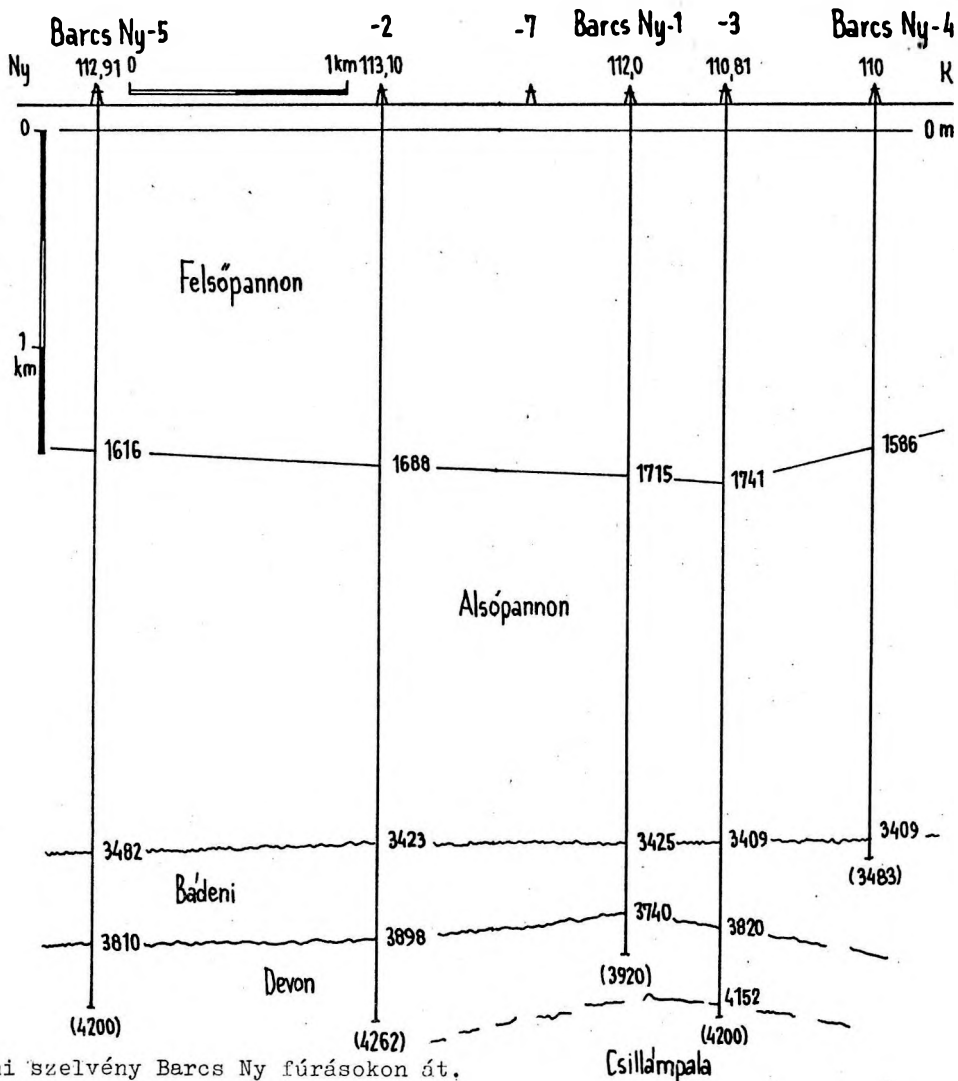 Barcs Ny-5 -2 -7 Barcs Ny-1 -3 Barcs Ny-4
Ny 112,91 0 1km 113,10 112,0 110,81 110 K
0 0 m
Felsőpannon
1
km
1616 1688 1715 1741 1586
Alsópannon
3482 3423 3425 3409 3409
(3483)
Bádeni
3810 3898 3740 3820
Devon
(3920)
4152
(4200) (4262) (4200)
Csillámpala
szelvény Barcs Ny fúrásokon át.